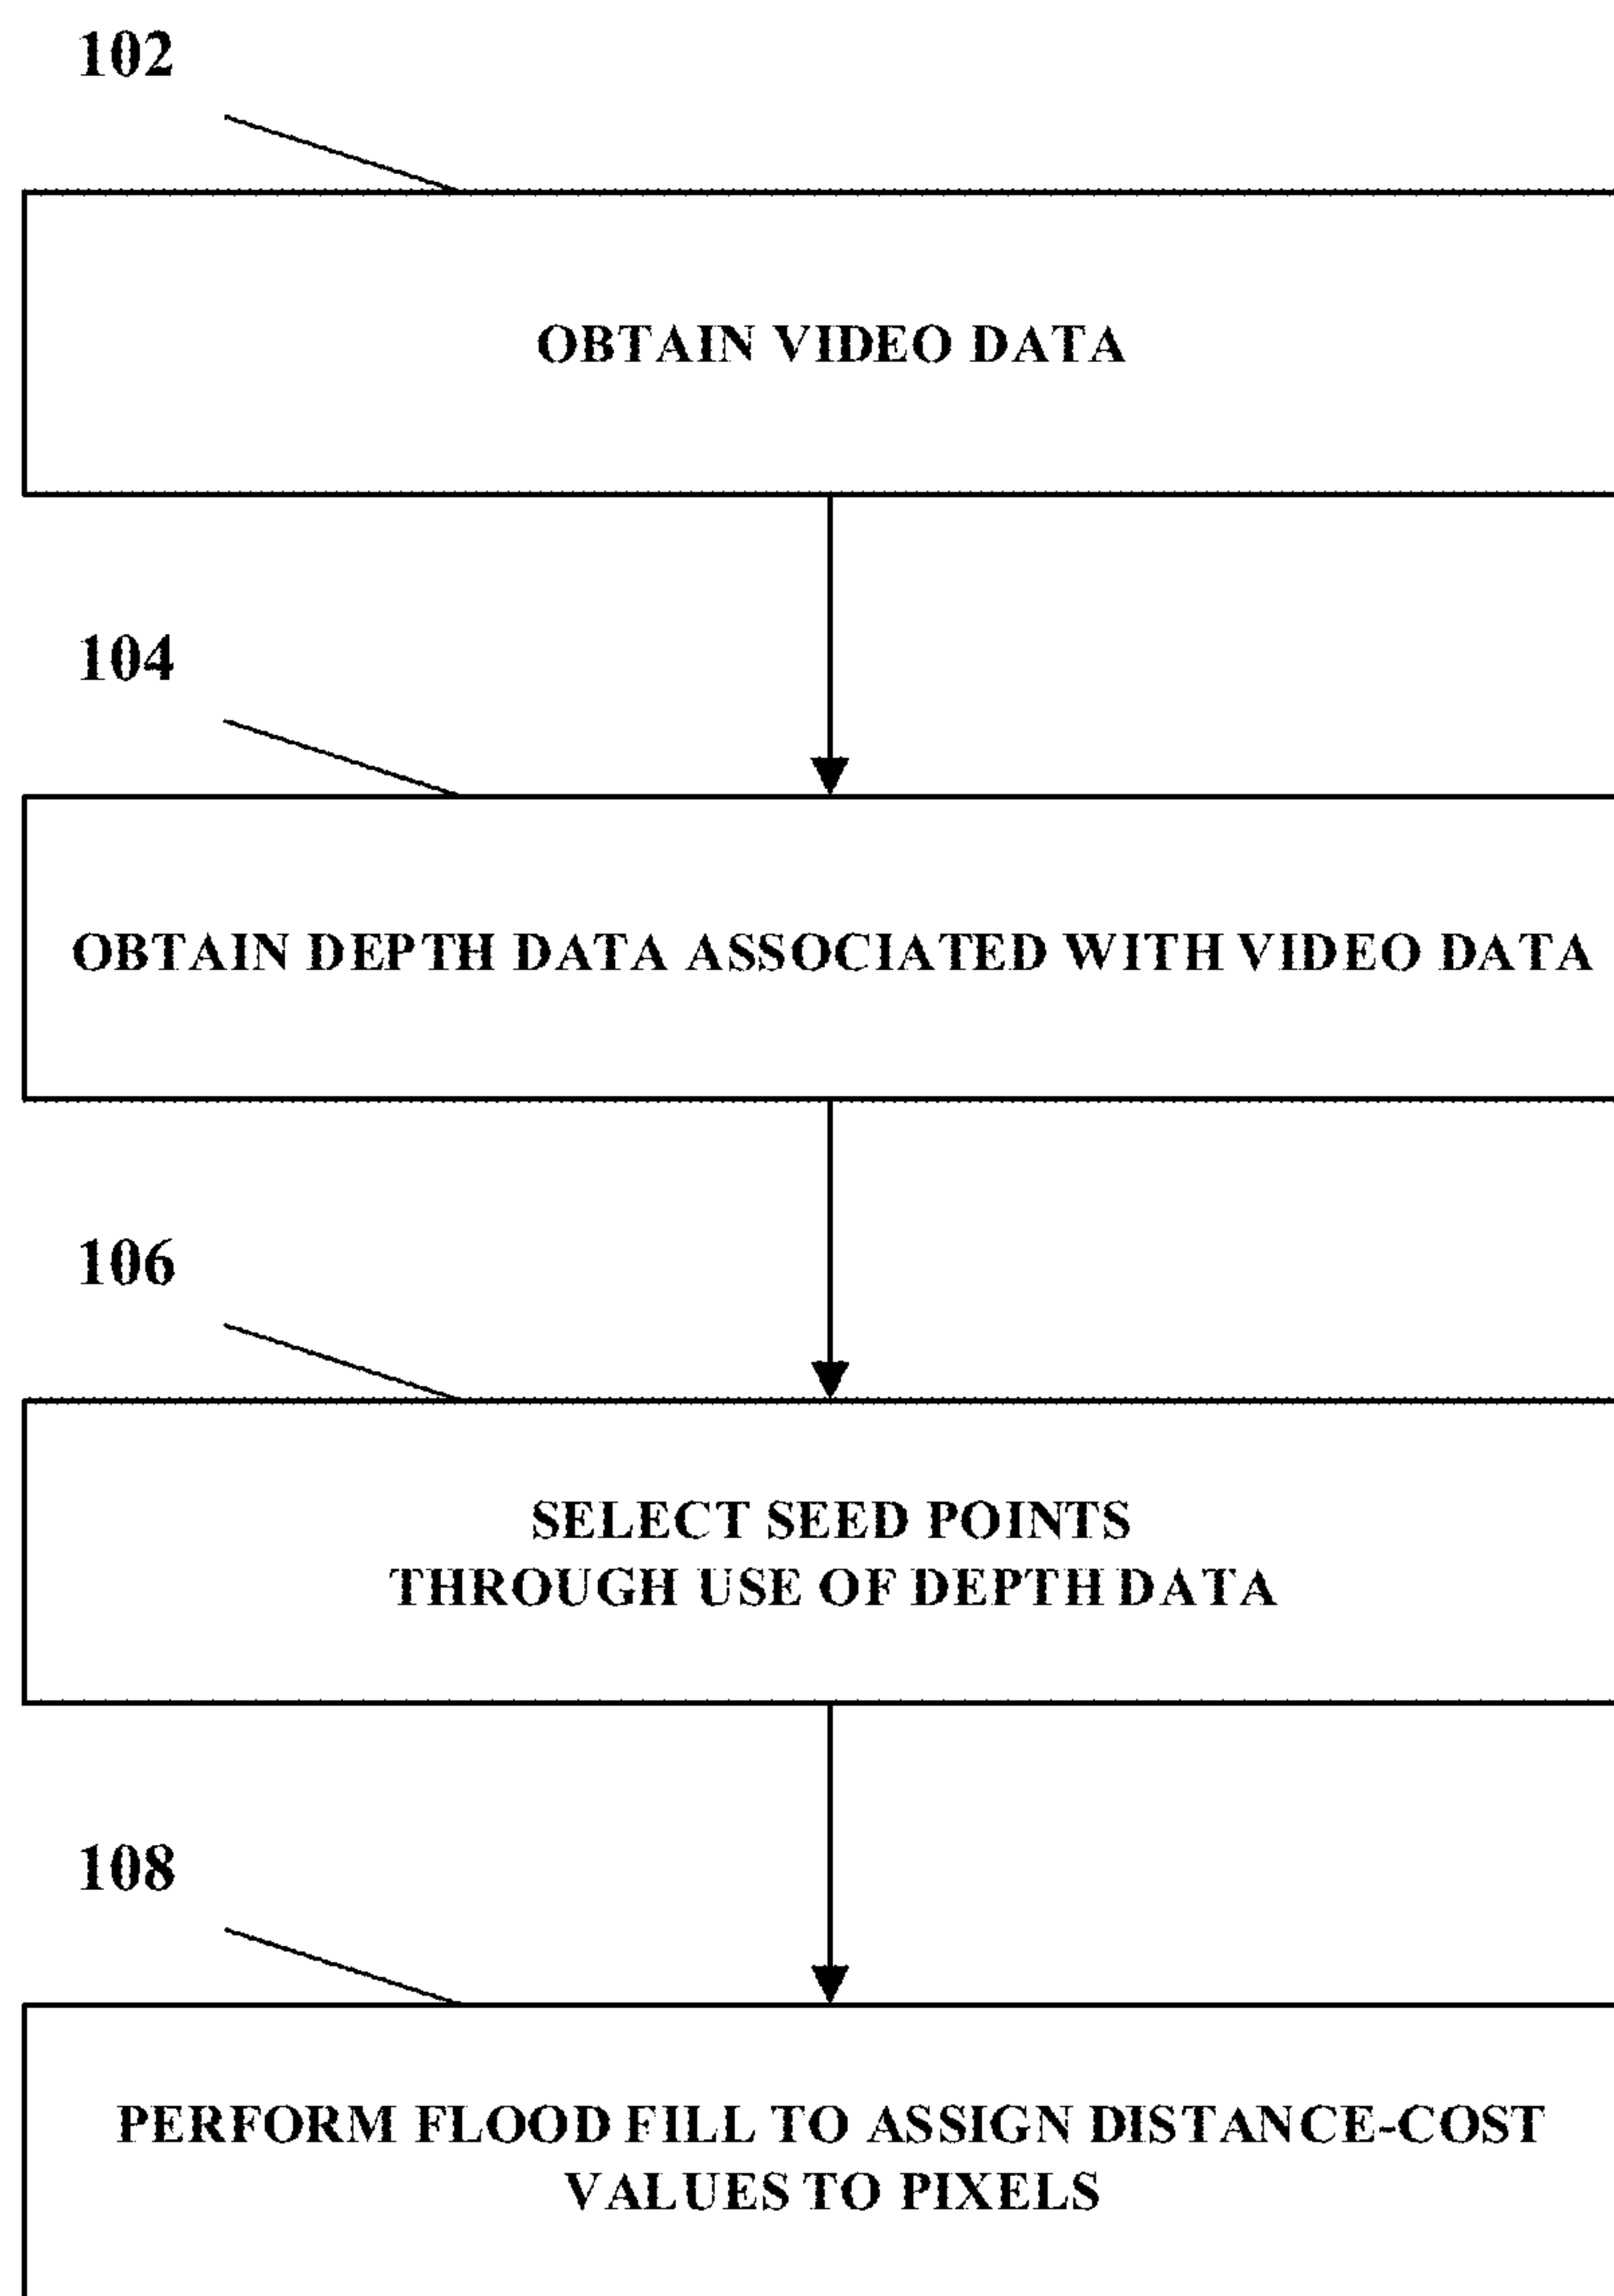 102
OBTAIN VIDEO DATA
104
OBTAIN DEPTH DATA ASSOCIATED WITH VIDEO DATA
106
SELECT SEED POINTS
THROUGH USE OF DEPTH DATA
108
PERFORM FLOOD FILL TO ASSIGN DISTANCE-COST
VALUES TO PIXELS